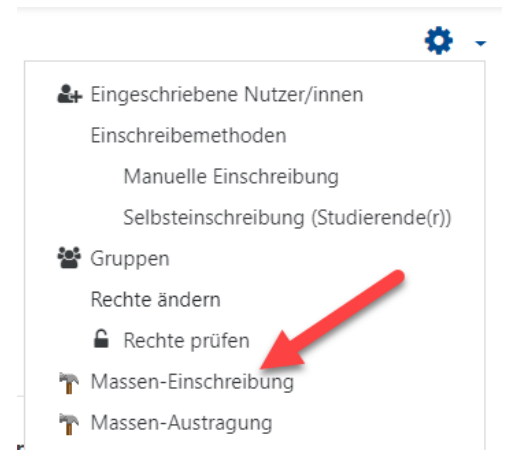 Eingeschriebene Nutzer/innen
Einschreibemethoden
Manuelle Einschreibung
Selbsteinschreibung (Studierende(r))
Gruppen
Rechte ändern
Rechte prüfen
Massen-Einschreibung
Massen-Austragung